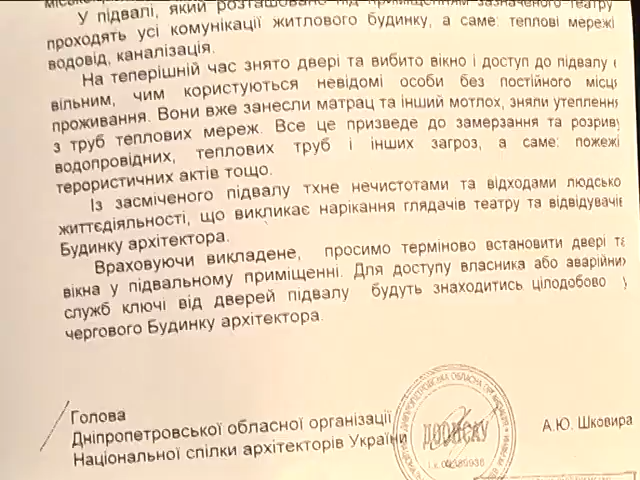 У підвалі, який розташовано під приміщенням зазначеного театру
проходять усі комунікації житлового будинку, а саме: теплові мережі
водовід, каналізація.
На теперішній час знято двері та вибито вікно і доступ до підвалу є
вільним, чим користуються невідомі особи без постійного місця
проживання. Вони вже занесли матрац та інший мотлох, зняли утеплення
з труб теплових мереж. Все це призведе до замерзання та розриву
водопровідних, теплових труб і інших загроз, а саме: пожежі
терористичних актів тощо.
Із засміченого підвалу тхне нечистотами та відходами людсько
життєдіяльності, що викликає нарікання глядачів театру та відвідувачів
Будинку архітектора.
Враховуючи викладене, просимо терміново встановити двері та
вікна у підвальному приміщенні. Для доступу власника або аварійних
служб ключі від дверей підвалу будуть знаходитись цілодобово у
чергового Будинку архітектора.
Голова
Дніпропетровської обласної організації
Національної спілки архітекторів України
А.Ю. Шковира
ДООНСАУ